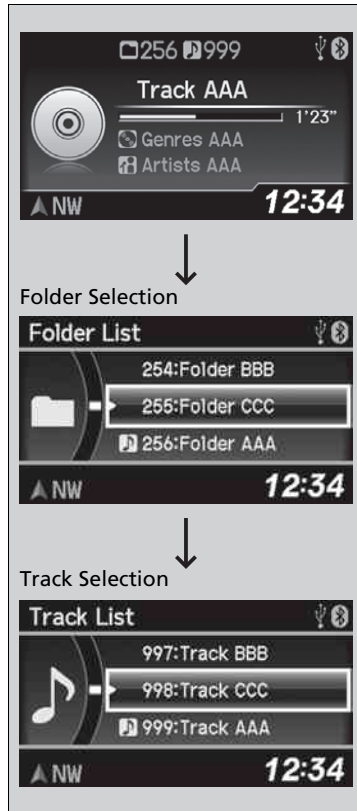 256 999
Track AAA
1'23"
Genres AAA
Artists AAA
NW 12:34
Folder Selection
Folder List
254:Folder BBB
255:Folder CCC
256:Folder AAA
NW 12:34
Track Selection
Track List
997:Track BBB
998:Track CCC
999:Track AAA
NW 12:34